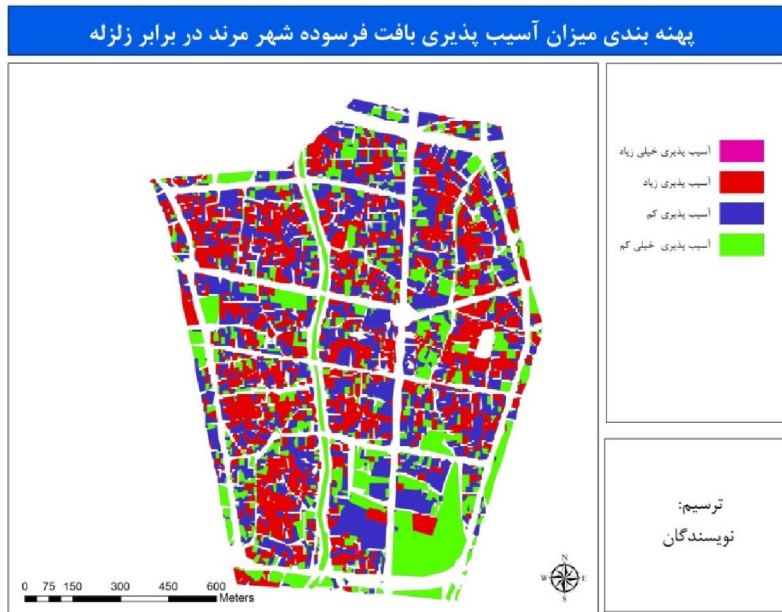 پهنه بندی میزان آسیب پذیری بافت فرسوده شهر مرند در برابر زلزله
آسیب پذیری خیلی زیاد
آسیب پذیری زیاد
آسیب پذیری کم
آسیب پذیری خیلی کم
ترسیم:
نویسندگان
N
W E
S
0 75 150 300 450 600
Meters